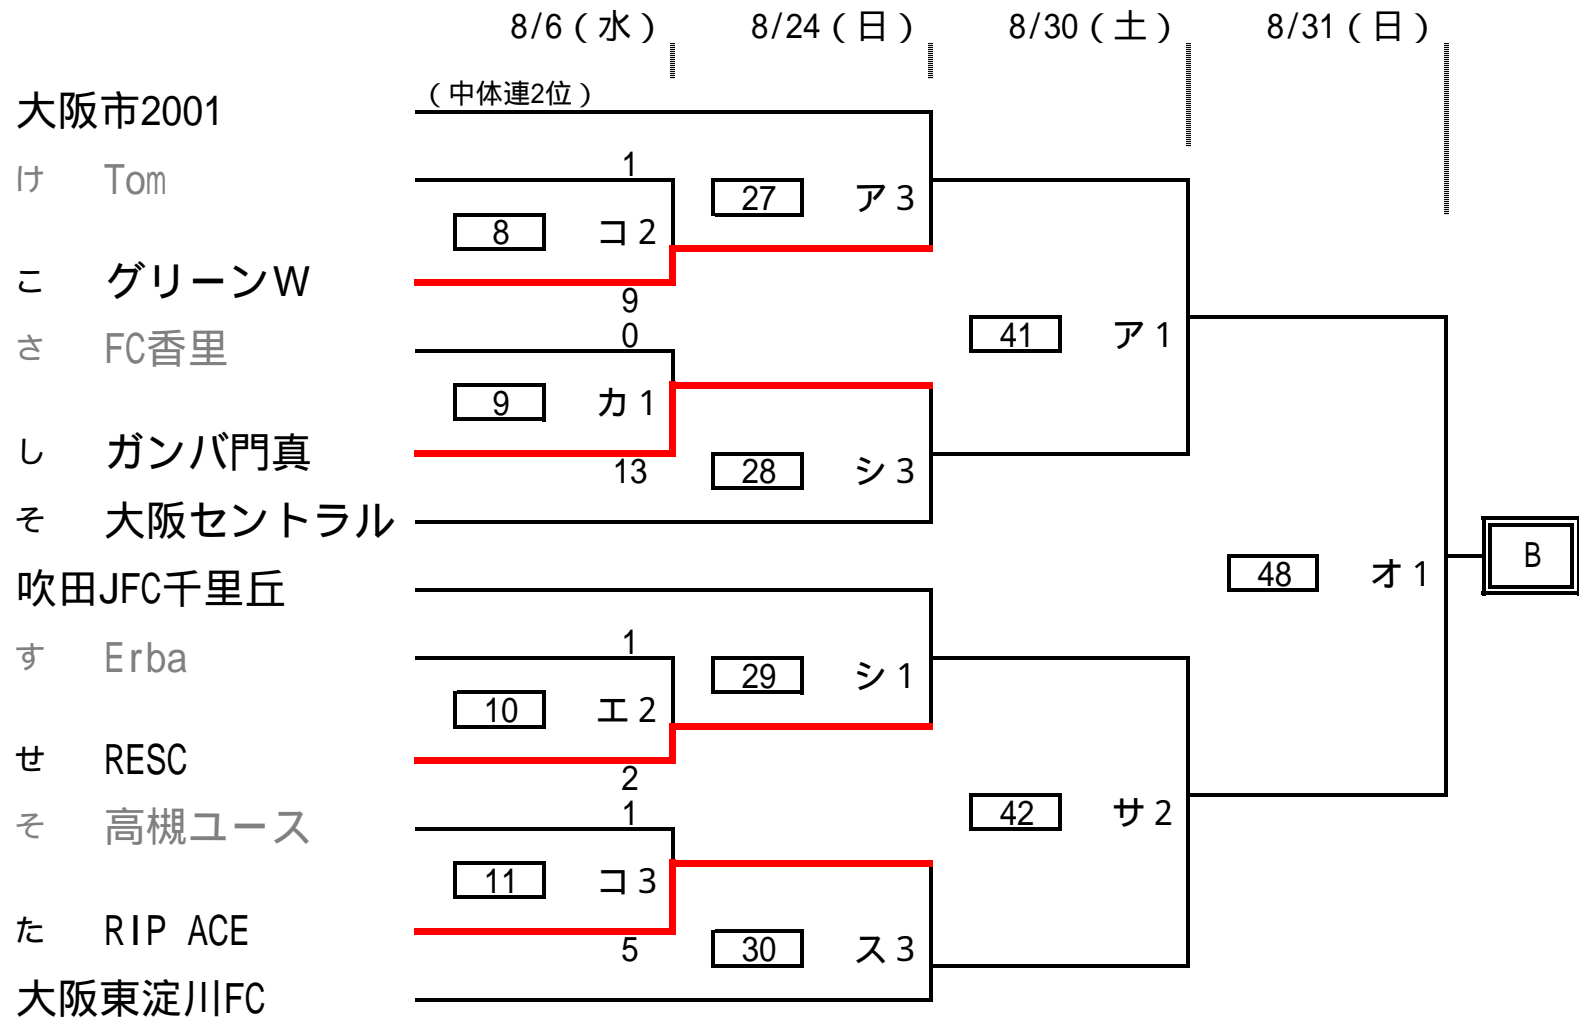 8/6（水） 8/24（日） 8/30（土） 8/31（日）
（中体連2位）
大阪市2001
1
け Tom
27 ア3
8 コ2
こ グリーンW
9
0
さ FC香里
41 ア1
9 カ1
し ガンバ門真
13
28 シ3
そ 大阪セントラル
B
吹田JFC千里丘
48 オ1
1
す Erba
29 シ1
10 エ2
せ RESC
2
1
そ 高槻ユース
42 サ2
11 コ3
た RIP ACE
5
30 ス3
大阪東淀川FC